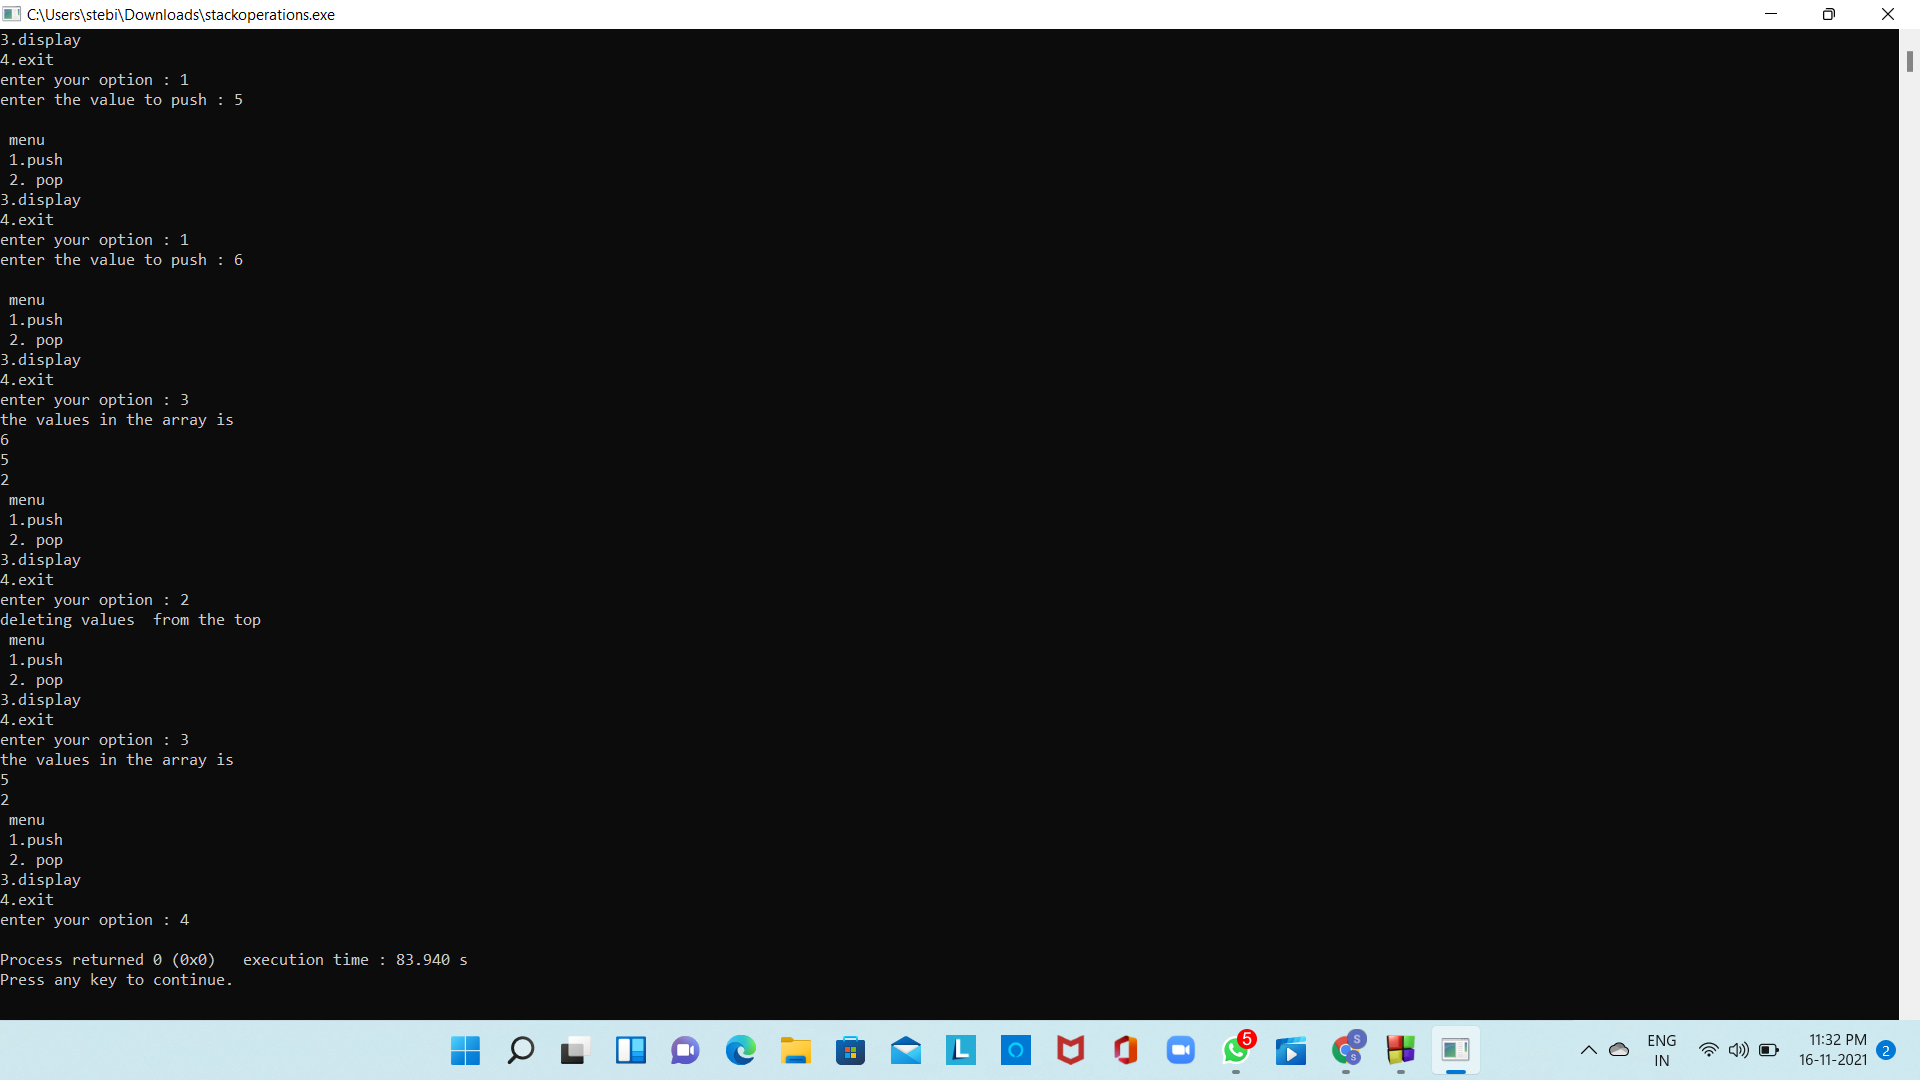 C:\Users\stebi\Downloads\stackoperations.exe
3.display
4.exit
enter your option : 1
enter the value to push : 5
menu
1.push
2. pop
3.display
4.exit
enter your option : 1
enter the value to push : 6
menu
1.push
2. pop
3.display
4.exit
enter your option : 3
the values in the array is
6
5
2
menu
1.push
2. pop
3.display
4.exit
enter your option : 2
deleting values  from the top
menu
1.push
2. pop
3.display
4.exit
enter your option : 3
the values in the array is
5
2
menu
1.push
2. pop
3.display
4.exit
enter your option : 4
Process returned 0 (0x0)   execution time : 83.940 s
Press any key to continue.
L
5
S
S
ENG
IN
11:32 PM
16-11-2021
2